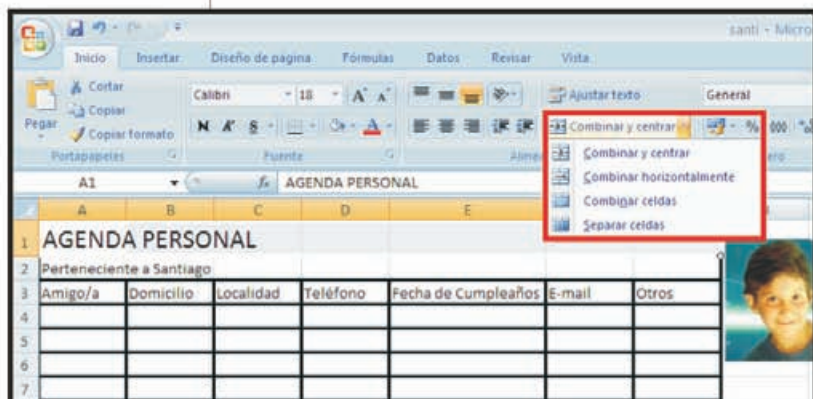 santi - Micro
Inicio Insertar Diseño de página Fórmulas Datos Revisar Vista
Pegar
Cortar
Copiar
Copiar formato
Portapapeles
Calibri 18 A A
N K S A
Fuente
Ajustar texto
Combinar y centrar
Combinar y centrar
Combinar horizontalmente
Combinar celdas
Separar celdas
General
% 000
A1 fx AGENDA PERSONAL
A B C D E
1 AGENDA PERSONAL
2 Perteneciente a Santiago
3 Amigo/a Domicilio Localidad Teléfono Fecha de Cumpleaños E-mail Otros
4
5
6
7